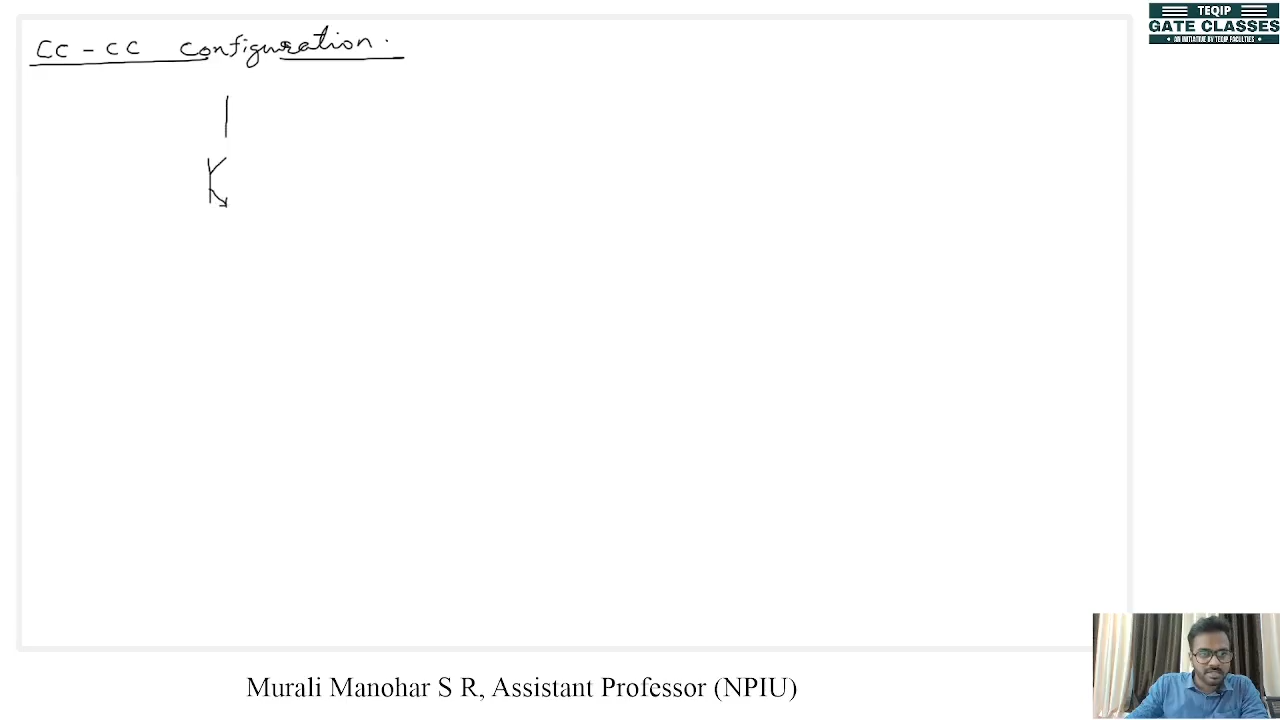 CC - CC Configuration.
TEQIP
GATE CLASSES
• AN INITIATIVE BY TEQIP FACULTIES •
Murali Manohar S R, Assistant Professor (NPIU)